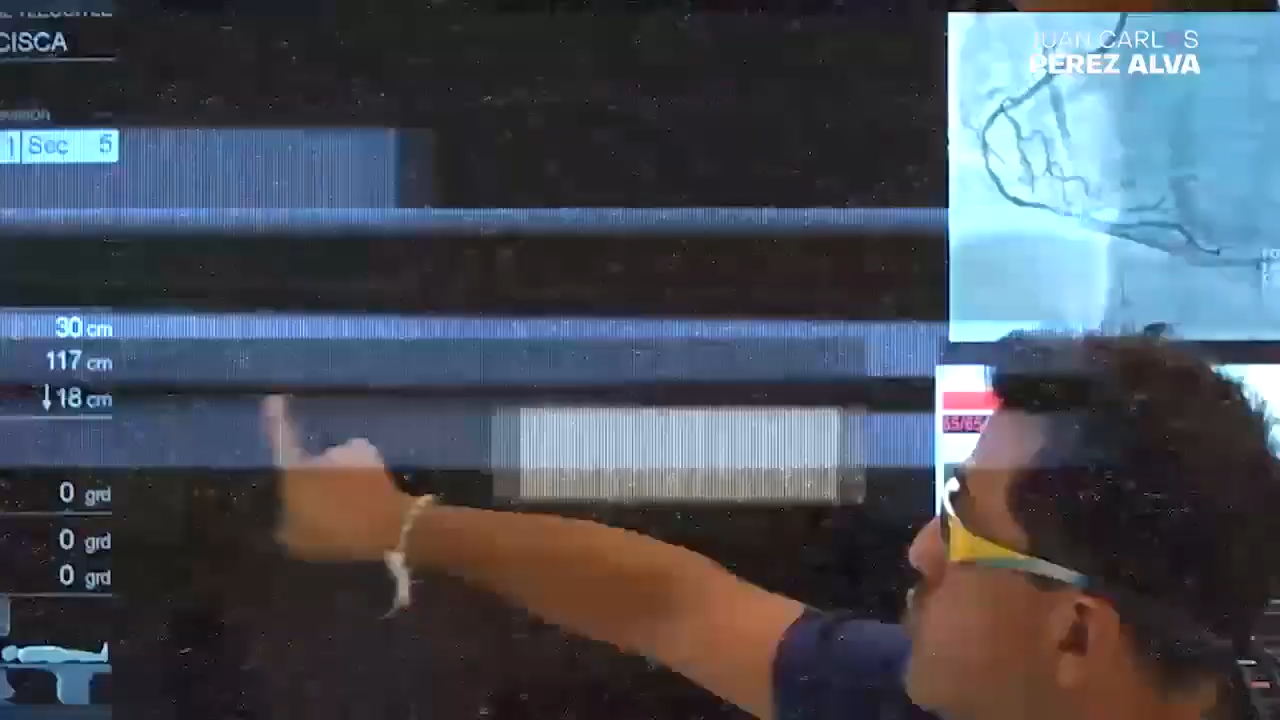 CISCA
JUAN CARLOS
PEREZ ALVA
Sec 5
30 cm
117 cm
↓18 cm
0 grd
0 grd
0 grd